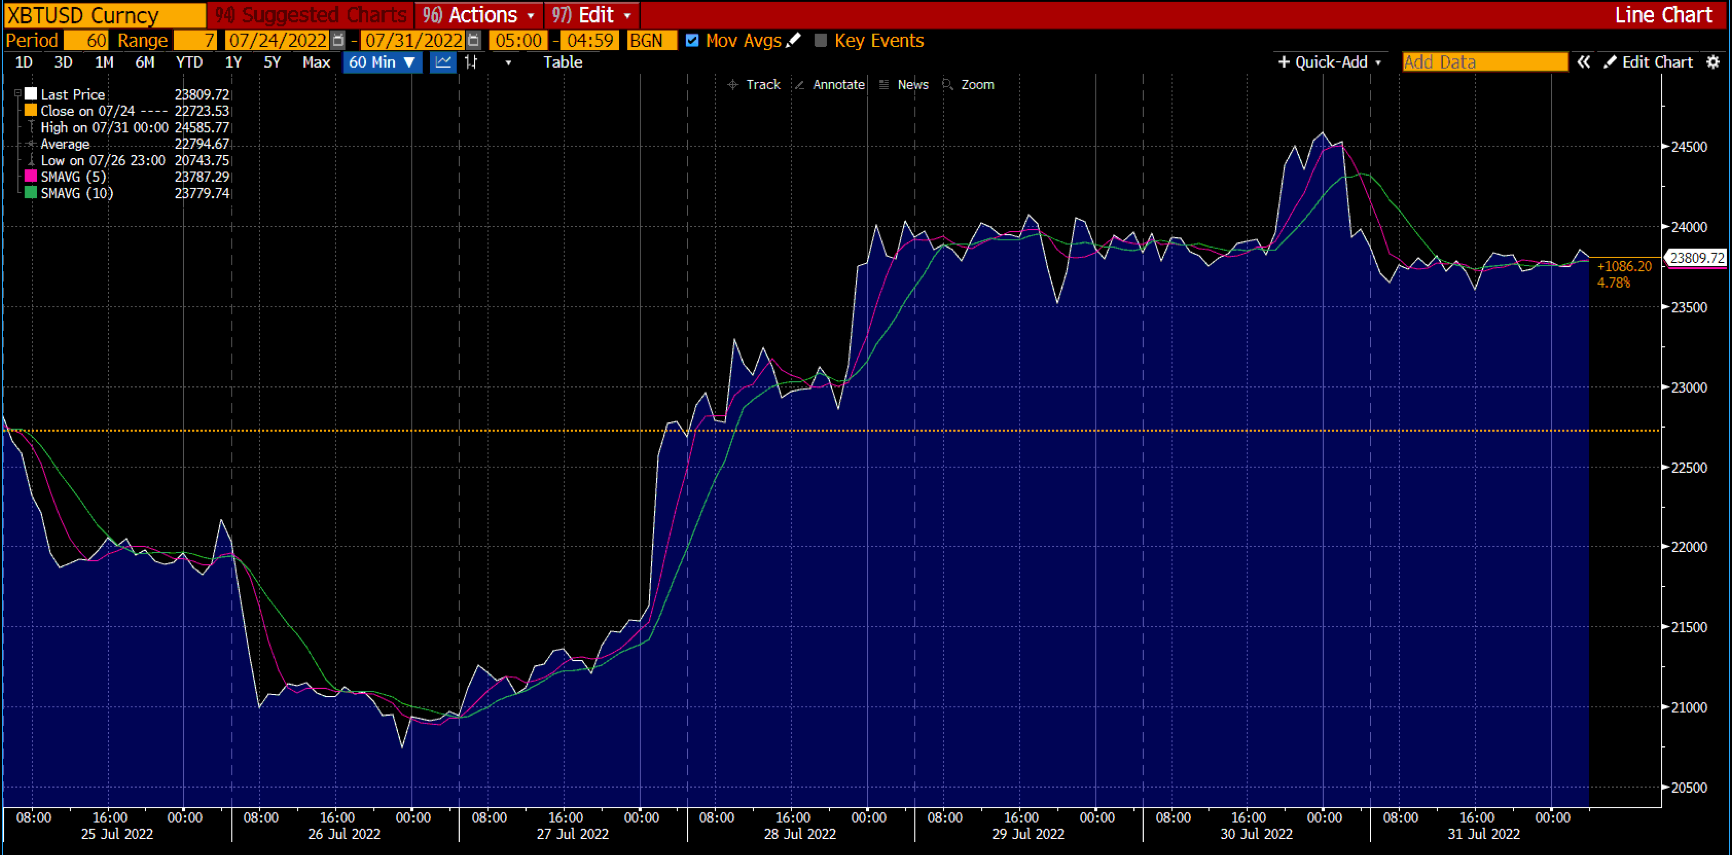 XBTUSD Curncy 94) Suggested Charts 96) Actions 97) Edit Line Chart
Period 60 Range 7 07/24/2022 - 07/31/2022 05:00 - 04:59 BGN Mov Avgs Key Events
1D 3D 1M 6M YTD 1Y 5Y Max 60 Min ▼ Table + Quick-Add Add Data « Edit Chart
Track Annotate News Zoom
Last Price 23809.72
Close on 07/24 ---- 22723.53
High on 07/31 00:00 24585.77
Average 22794.67
Low on 07/26 23:00 20743.75
SMAVG (5) 23787.29
SMAVG (10) 23779.74
24500
24000
23809.72
+1086.20
4.78%
23500
23000
22500
22000
21500
21000
20500
08:00 16:00 00:00 08:00 16:00 00:00 08:00 16:00 00:00 08:00 16:00 00:00 08:00 16:00 00:00 08:00 16:00 00:00 08:00 16:00 00:00
25 Jul 2022 26 Jul 2022 27 Jul 2022 28 Jul 2022 29 Jul 2022 30 Jul 2022 31 Jul 2022